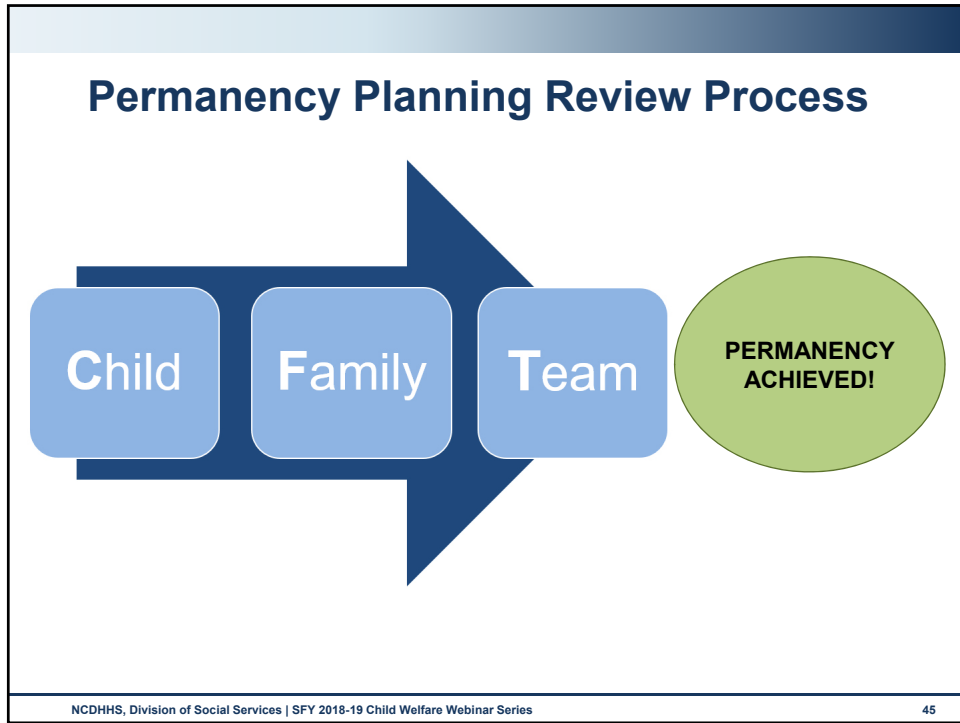 Permanency Planning Review Process
Child
Family
Team
PERMANENCY
ACHIEVED!
NCDHHS, Division of Social Services | SFY 2018-19 Child Welfare Webinar Series
45